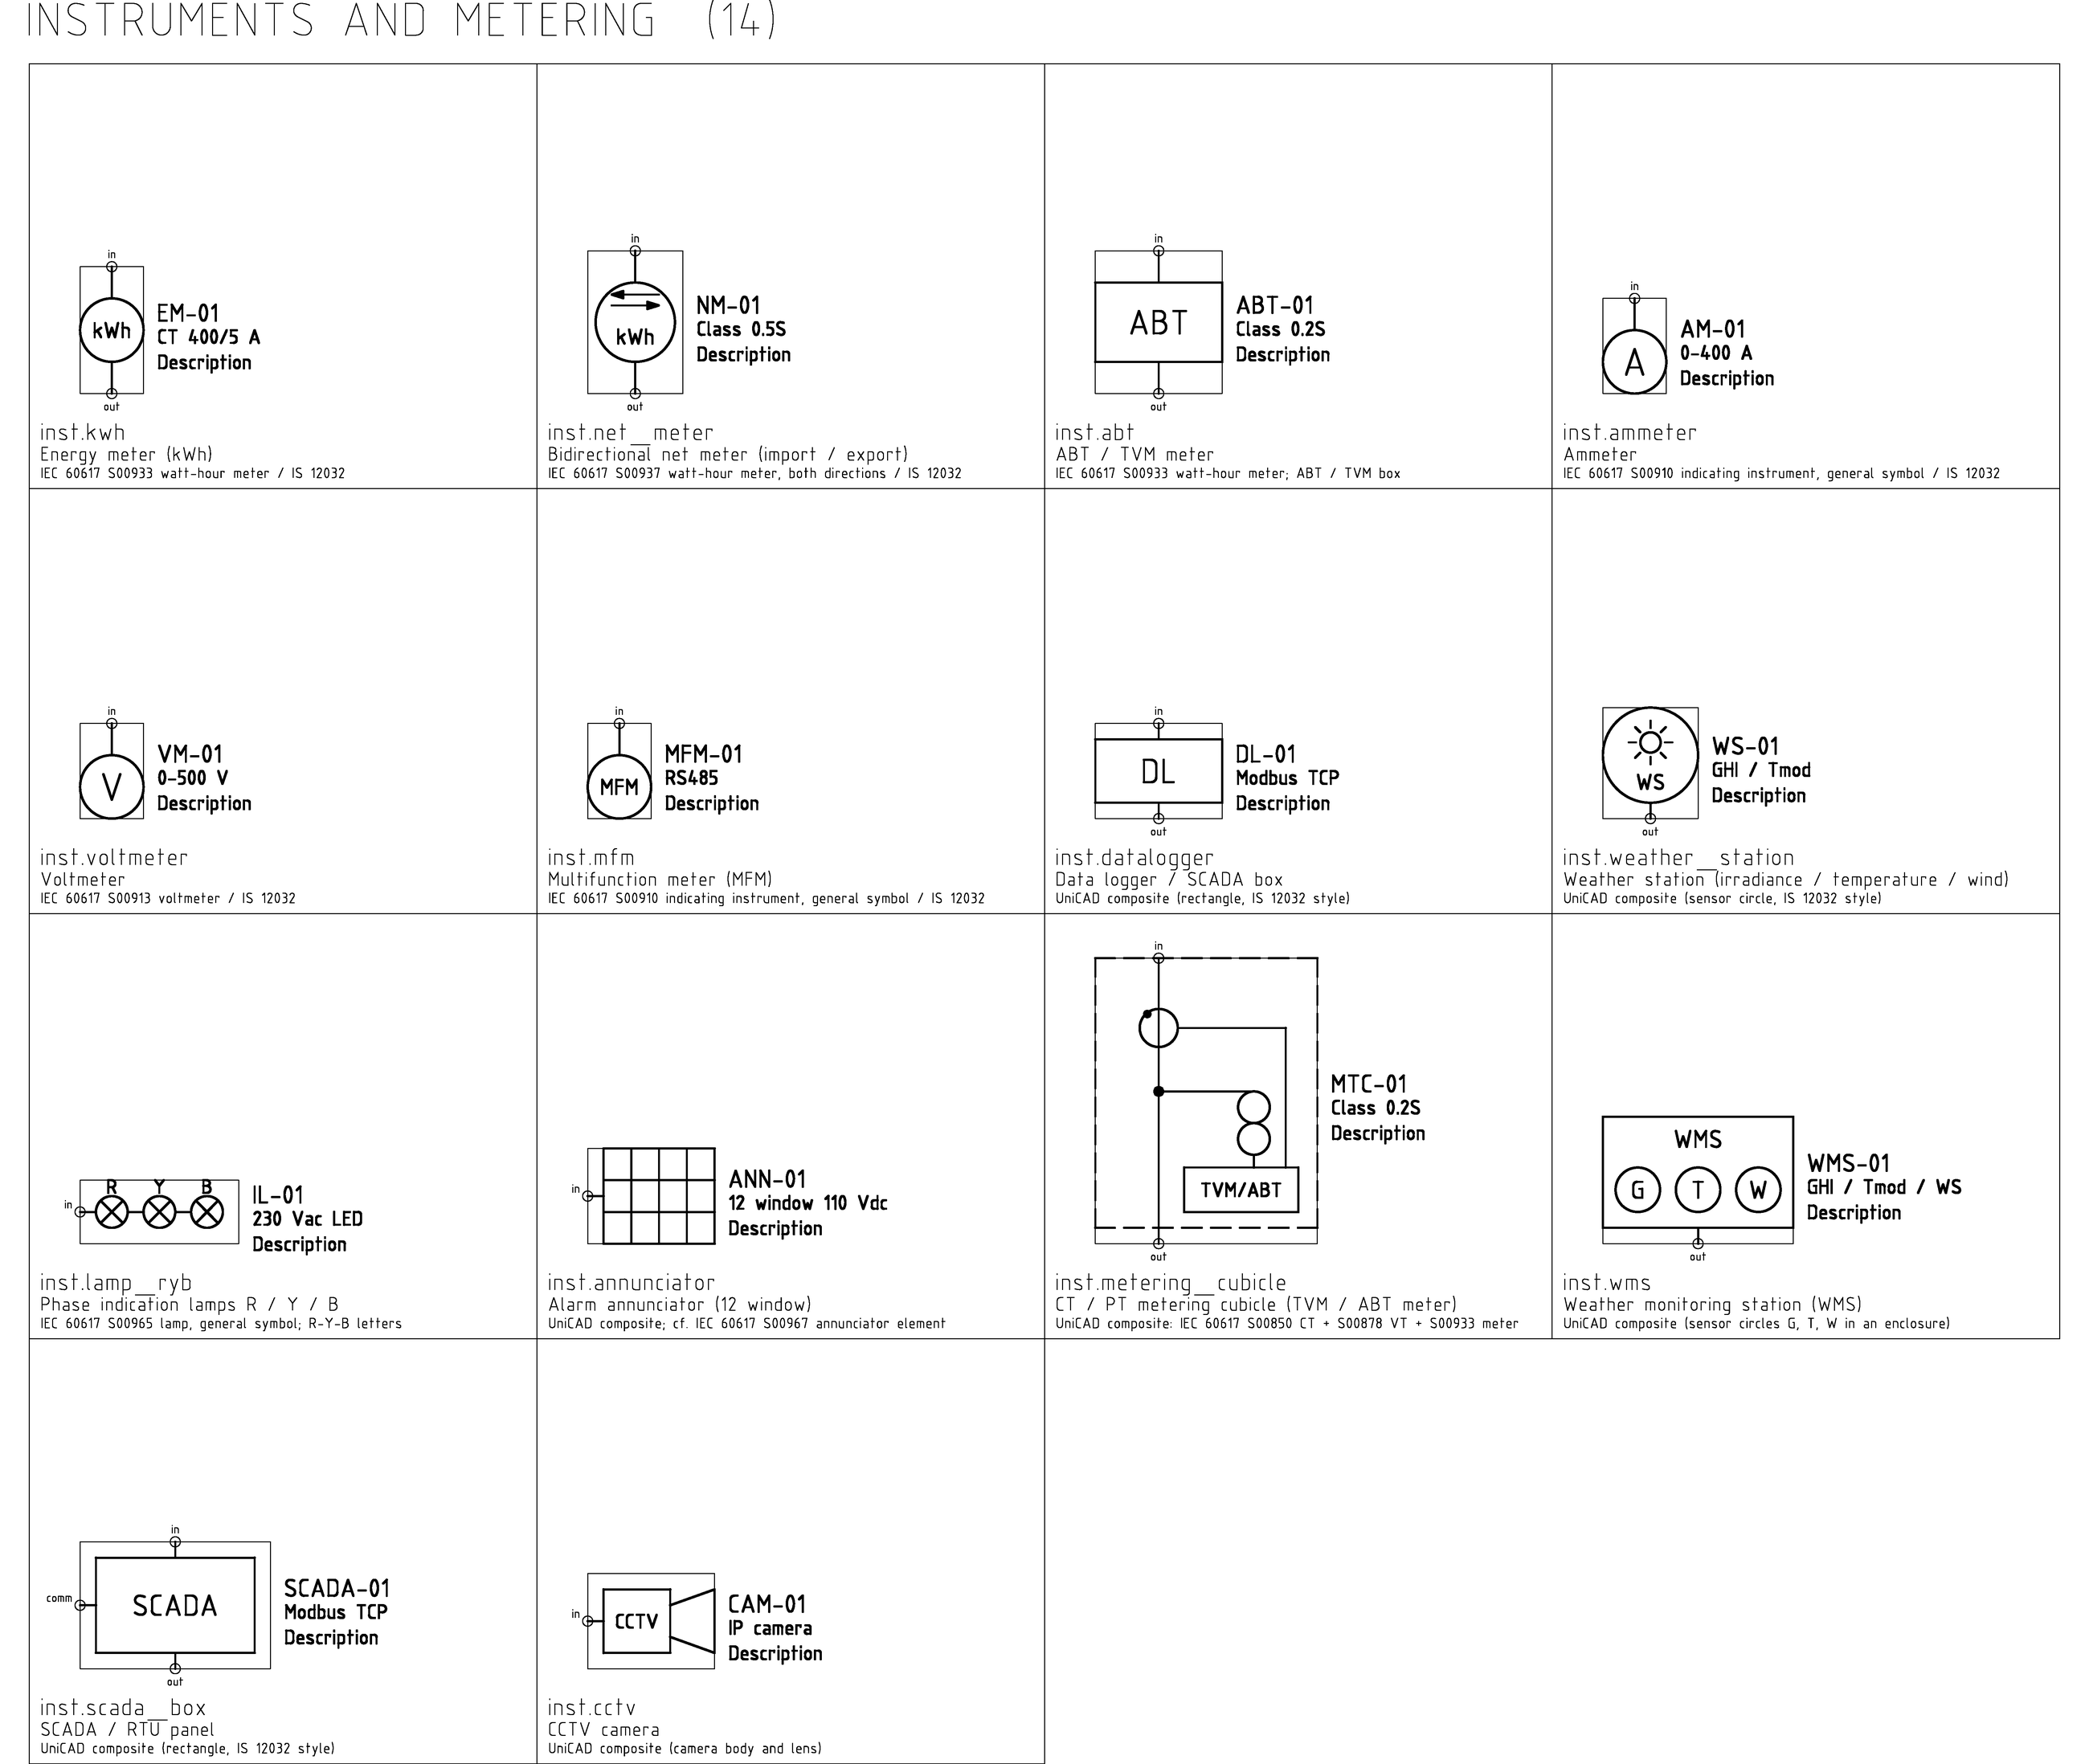 INSTRUMENTS AND METERING (14)
in
kWh
out
EM-01
CT 400/5 A
Description
inst.kwh
Energy meter (kWh)
IEC 60617 S00933 watt-hour meter / IS 12032
in
kWh
out
NM-01
Class 0.5S
Description
inst.net_meter
Bidirectional net meter (import / export)
IEC 60617 S00937 watt-hour meter, both directions / IS 12032
in
ABT
out
ABT-01
Class 0.2S
Description
inst.abt
ABT / TVM meter
IEC 60617 S00933 watt-hour meter; ABT / TVM box
in
A
AM-01
0-400 A
Description
inst.ammeter
Ammeter
IEC 60617 S00910 indicating instrument, general symbol / IS 12032
in
V
VM-01
0-500 V
Description
inst.voltmeter
Voltmeter
IEC 60617 S00913 voltmeter / IS 12032
in
MFM
MFM-01
RS485
Description
inst.mfm
Multifunction meter (MFM)
IEC 60617 S00910 indicating instrument, general symbol / IS 12032
in
DL
out
DL-01
Modbus TCP
Description
inst.datalogger
Data logger / SCADA box
UniCAD composite (rectangle, IS 12032 style)
WS
out
WS-01
GHI / Tmod
Description
inst.weather_station
Weather station (irradiance / temperature / wind)
UniCAD composite (sensor circle, IS 12032 style)
in
R Y B
IL-01
230 Vac LED
Description
inst.lamp_ryb
Phase indication lamps R / Y / B
IEC 60617 S00965 lamp, general symbol; R-Y-B letters
in
ANN-01
12 window 110 Vdc
Description
inst.annunciator
Alarm annunciator (12 window)
UniCAD composite; cf. IEC 60617 S00967 annunciator element
in
TVM/ABT
out
MTC-01
Class 0.2S
Description
inst.metering_cubicle
CT / PT metering cubicle (TVM / ABT meter)
UniCAD composite: IEC 60617 S00850 CT + S00878 VT + S00933 meter
WMS
G T W
out
WMS-01
GHI / Tmod / WS
Description
inst.wms
Weather monitoring station (WMS)
UniCAD composite (sensor circles G, T, W in an enclosure)
in
comm
SCADA
out
SCADA-01
Modbus TCP
Description
inst.scada_box
SCADA / RTU panel
UniCAD composite (rectangle, IS 12032 style)
in
CCTV
CAM-01
IP camera
Description
inst.cctv
CCTV camera
UniCAD composite (camera body and lens)